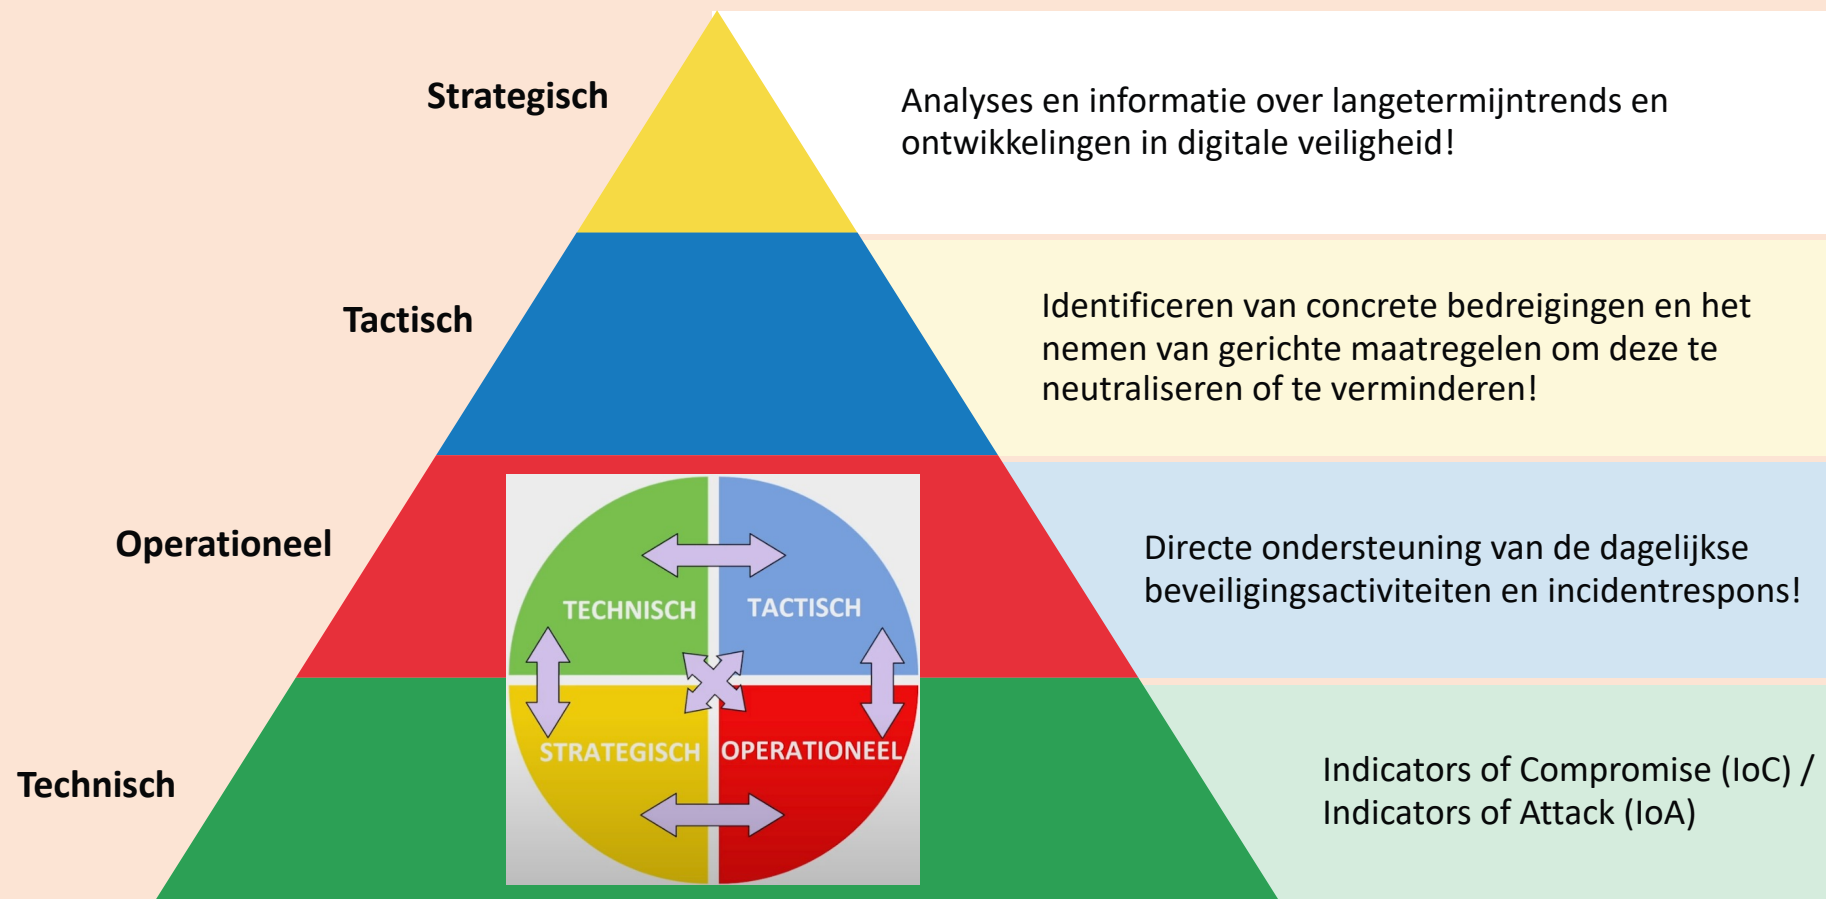 Strategisch
Analyses en informatie over langetermijntrends en
ontwikkelingen in digitale veiligheid!
Tactisch
Identificeren van concrete bedreigingen en het
nemen van gerichte maatregelen om deze te
neutraliseren of te verminderen!
Operationeel
Directe ondersteuning van de dagelijkse
beveiligingsactiviteiten en incidentrespons!
TECHNISCH
TACTISCH
STRATEGISCH
OPERATIONEEL
Technisch
Indicators of Compromise (IoC) /
Indicators of Attack (IoA)